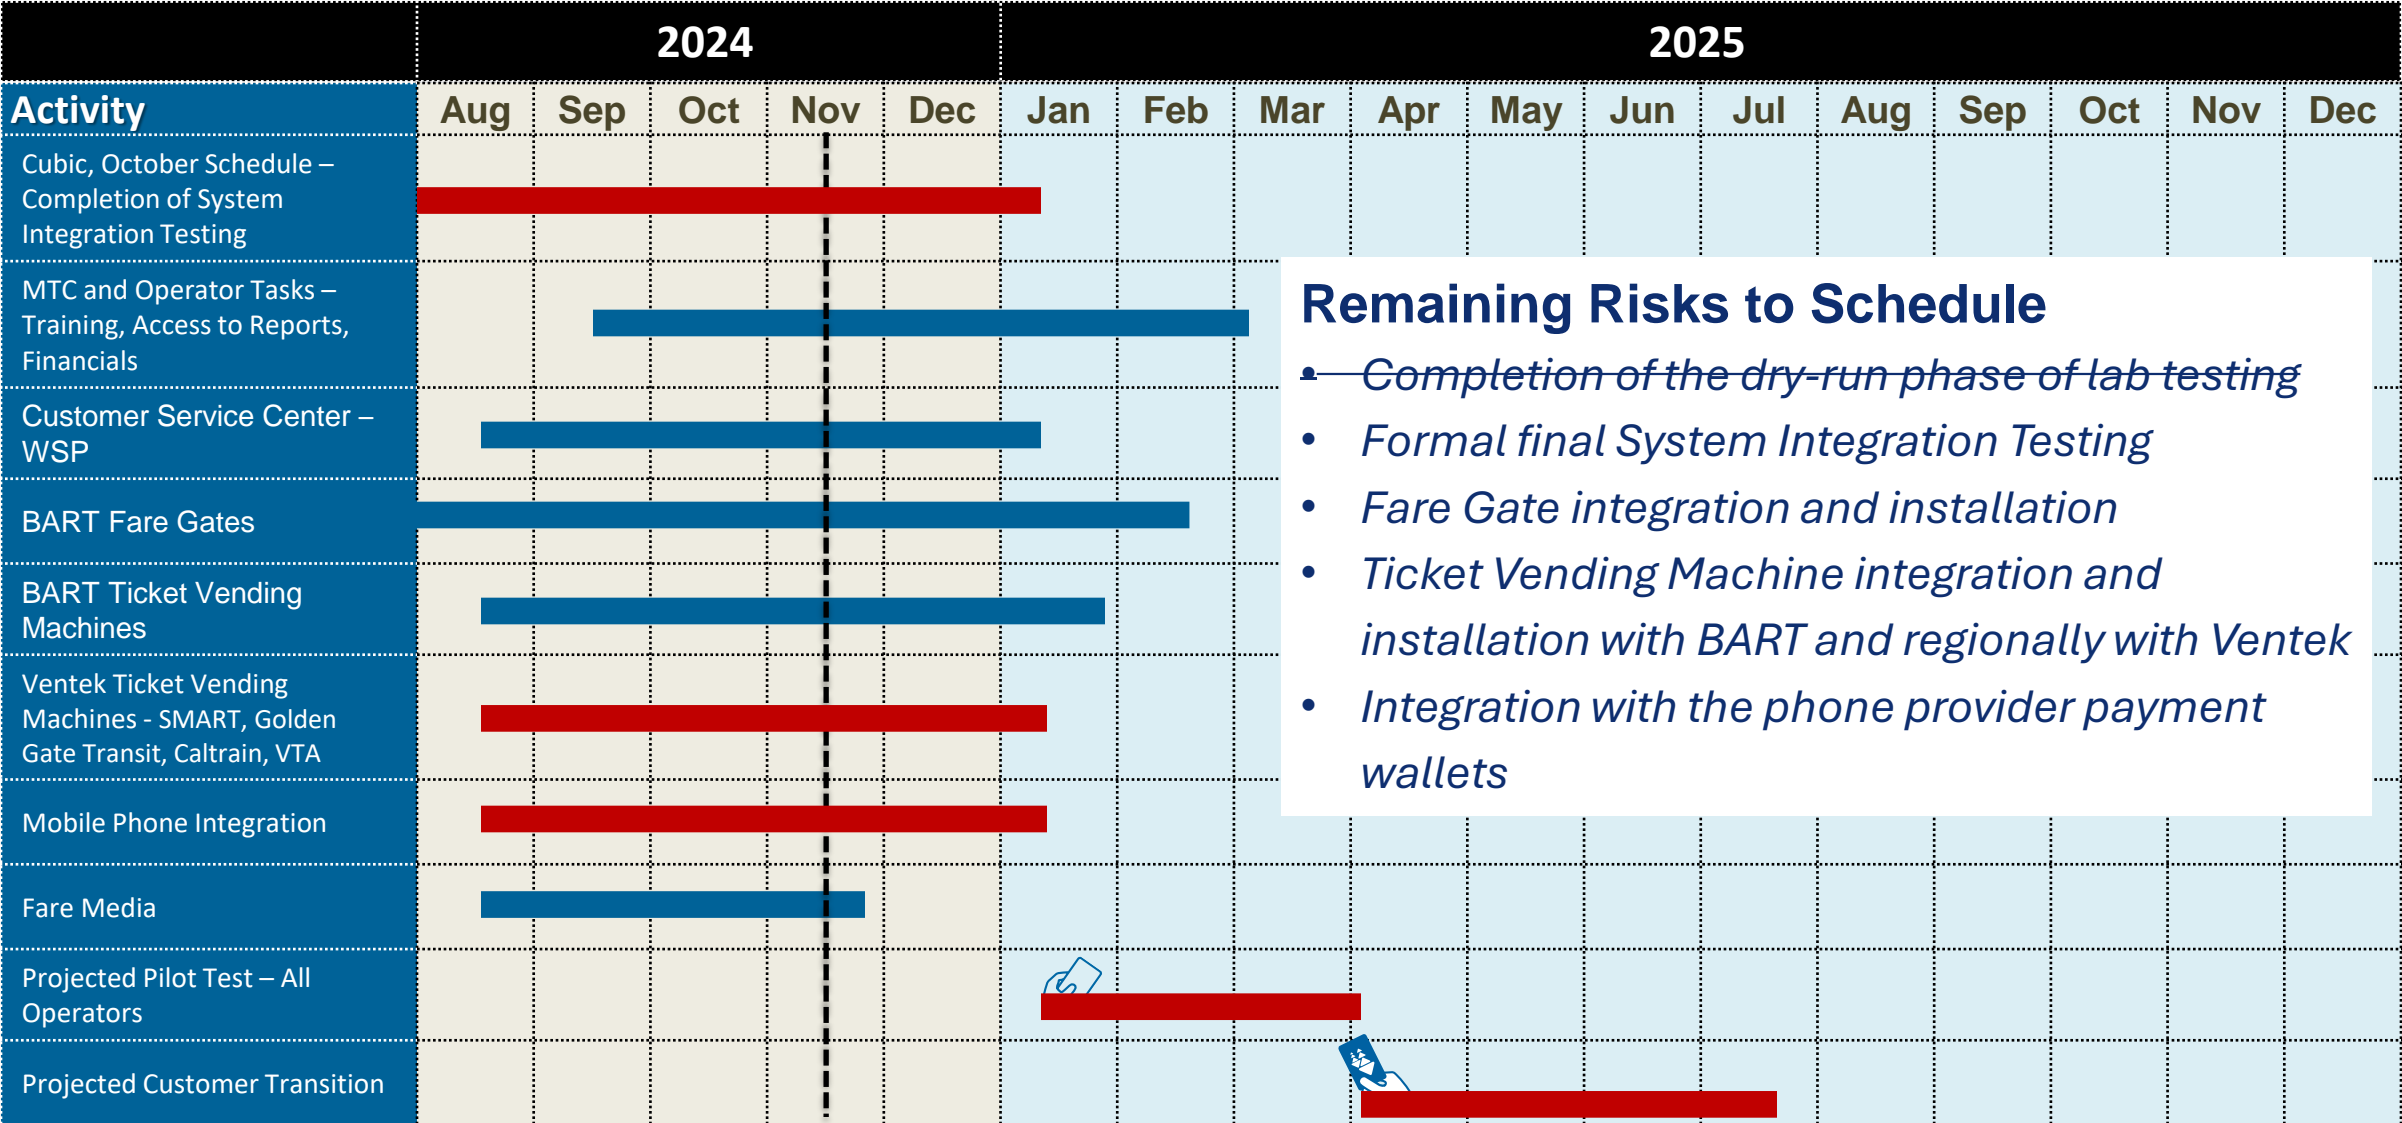 2024 2025
Activity Aug Sep Oct Nov Dec Jan Feb Mar Apr May Jun Jul Aug Sep Oct Nov Dec
Cubic, October Schedule –
Completion of System
Integration Testing
MTC and Operator Tasks –
Training, Access to Reports,
Financials
Customer Service Center –
WSP
BART Fare Gates
BART Ticket Vending
Machines
Ventek Ticket Vending
Machines - SMART, Golden
Gate Transit, Caltrain, VTA
Mobile Phone Integration
Fare Media
Projected Pilot Test – All
Operators
Projected Customer Transition
Remaining Risks to Schedule
• Completion of the dry-run phase of lab testing
• Formal final System Integration Testing
• Fare Gate integration and installation
• Ticket Vending Machine integration and
installation with BART and regionally with Ventek
• Integration with the phone provider payment
wallets